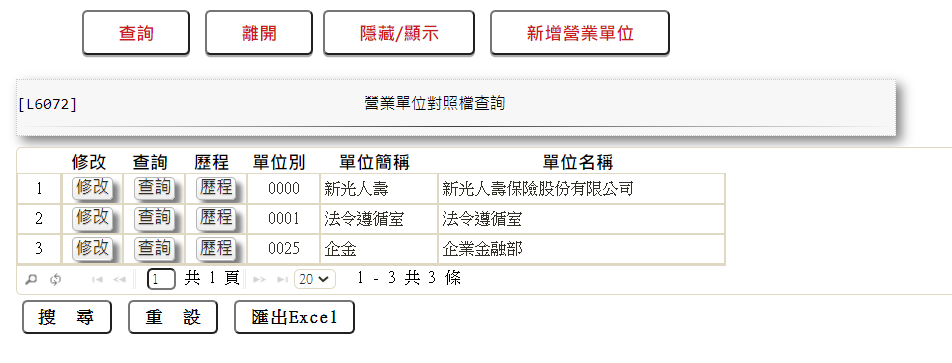 查詢 離開 隱藏/顯示 新增營業單位
[L6072] 營業單位對照檔查詢
修改 查詢 歷程 單位別 單位簡稱 單位名稱
1 修改 查詢 歷程 0000 新光人壽 新光人壽保險股份有限公司
2 修改 查詢 歷程 0001 法令遵循室 法令遵循室
3 修改 查詢 歷程 0025 企金 企業金融部
1 共 1 頁 20 1 - 3 共 3 條
搜 尋 重 設 匯出Excel